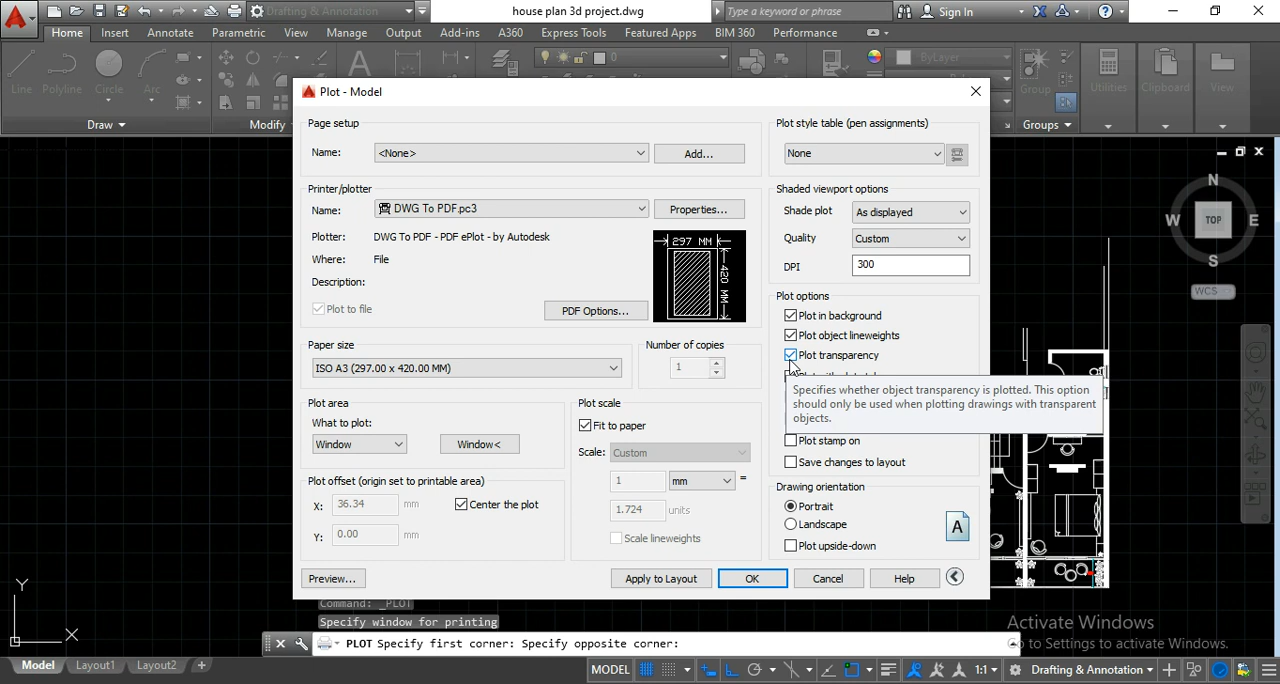 Drafting & Annotation
house plan 3d project.dwg
Type a keyword or phrase
Sign In
Home Insert Annotate Parametric View Manage Output Add-ins A360 Express Tools Featured Apps BIM 360 Performance
Line Polyline Circle Arc
0
ByLayer
Group
Utilities
Clipboard
View
Draw
Modify
Groups
Plot - Model
Page setup
Name: <None> Add...
Printer/plotter
Name: DWG To PDF.pc3 Properties...
Plotter: DWG To PDF - PDF ePlot - by Autodesk
Where: File
Description:
Plot to file
PDF Options...
297 MM
420 MM
Paper size
ISO A3 (297.00 x 420.00 MM)
Number of copies
1
Plot area
What to plot:
Window
Window<
Plot offset (origin set to printable area)
X: 36.34 mm
Center the plot
Y: 0.00 mm
Plot scale
Fit to paper
Scale: Custom
1 mm =
1.724 units
Scale lineweights
Plot style table (pen assignments)
None
Shaded viewport options
Shade plot As displayed
Quality Custom
DPI 300
Plot options
Plot in background
Plot object lineweights
Plot transparency
Specifies whether object transparency is plotted. This option
should only be used when plotting drawings with transparent
objects.
Plot stamp on
Save changes to layout
Drawing orientation
Portrait
Landscape
A
Plot upside-down
Preview...
Apply to Layout
OK
Cancel
Help
N
W TOP E
S
WCS
Y
X
Command: _PLOT
Specify window for printing
PLOT Specify first corner: Specify opposite corner:
Activate Windows
Go to Settings to activate Windows.
Model Layout1 Layout2 +
MODEL
1:1
Drafting & Annotation